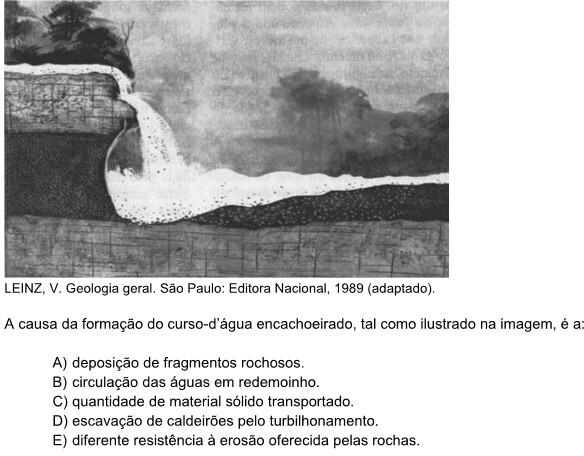 LEINZ, V. Geologia geral. São Paulo: Editora Nacional, 1989 (adaptado).
A causa da formação do curso-d'água encachoeirado, tal como ilustrado na imagem, é a:
A) deposição de fragmentos rochosos.
B) circulação das águas em redemoinho.
C) quantidade de material sólido transportado.
D) escavação de caldeirões pelo turbilhonamento.
E) diferente resistência à erosão oferecida pelas rochas.